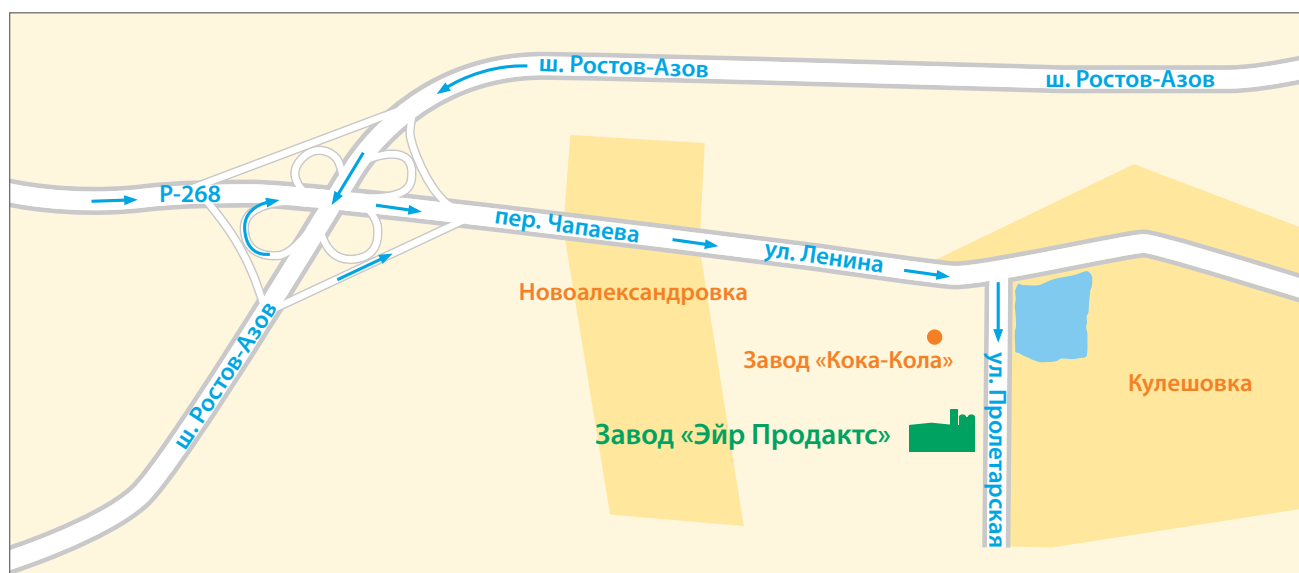 ш. Ростов-Азов
ш. Ростов-Азов
Р-268
пер. Чапаева
ул. Ленина
Новоалександровка
ш. Ростов-Азов
Завод «Кока-Кола»
Кулешовка
Завод «Эйр Продактс»
ул. Пролетарская